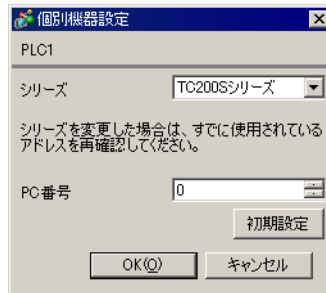 個別機器設定
PLC1
シリーズ TC200Sシリーズ
シリーズを変更した場合は、すでに使用されている
アドレスを再確認してください。
PC番号 0
初期設定
OK(O) キャンセル